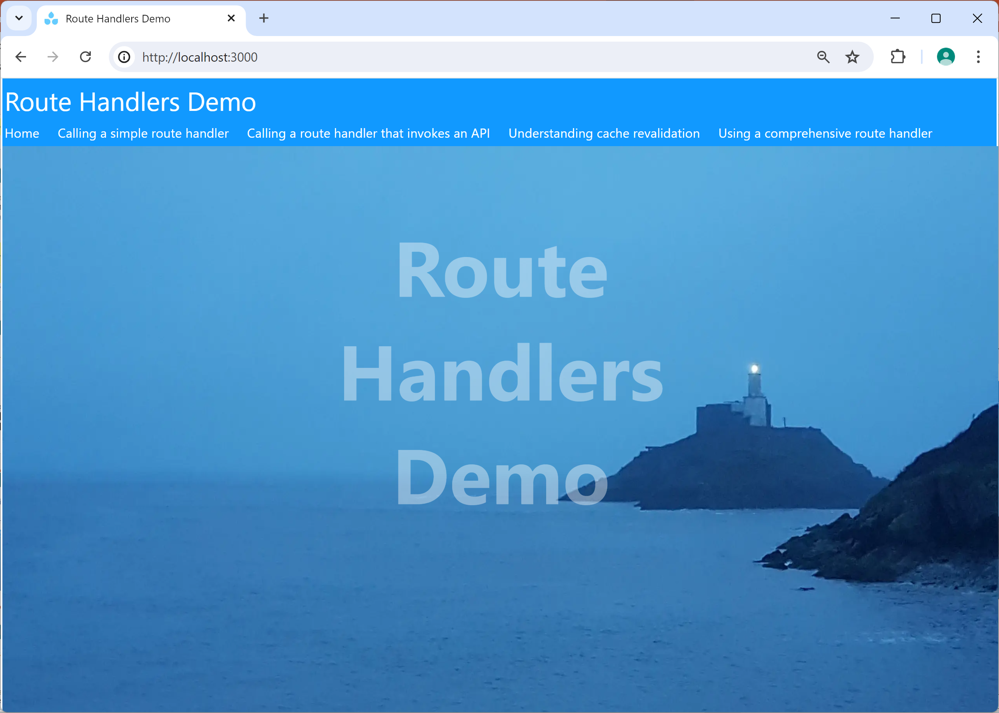 Route Handlers Demo
http://localhost:3000
Route Handlers Demo
Home Calling a simple route handler Calling a route handler that invokes an API Understanding cache revalidation Using a comprehensive route handler
Route
Handlers
Demo